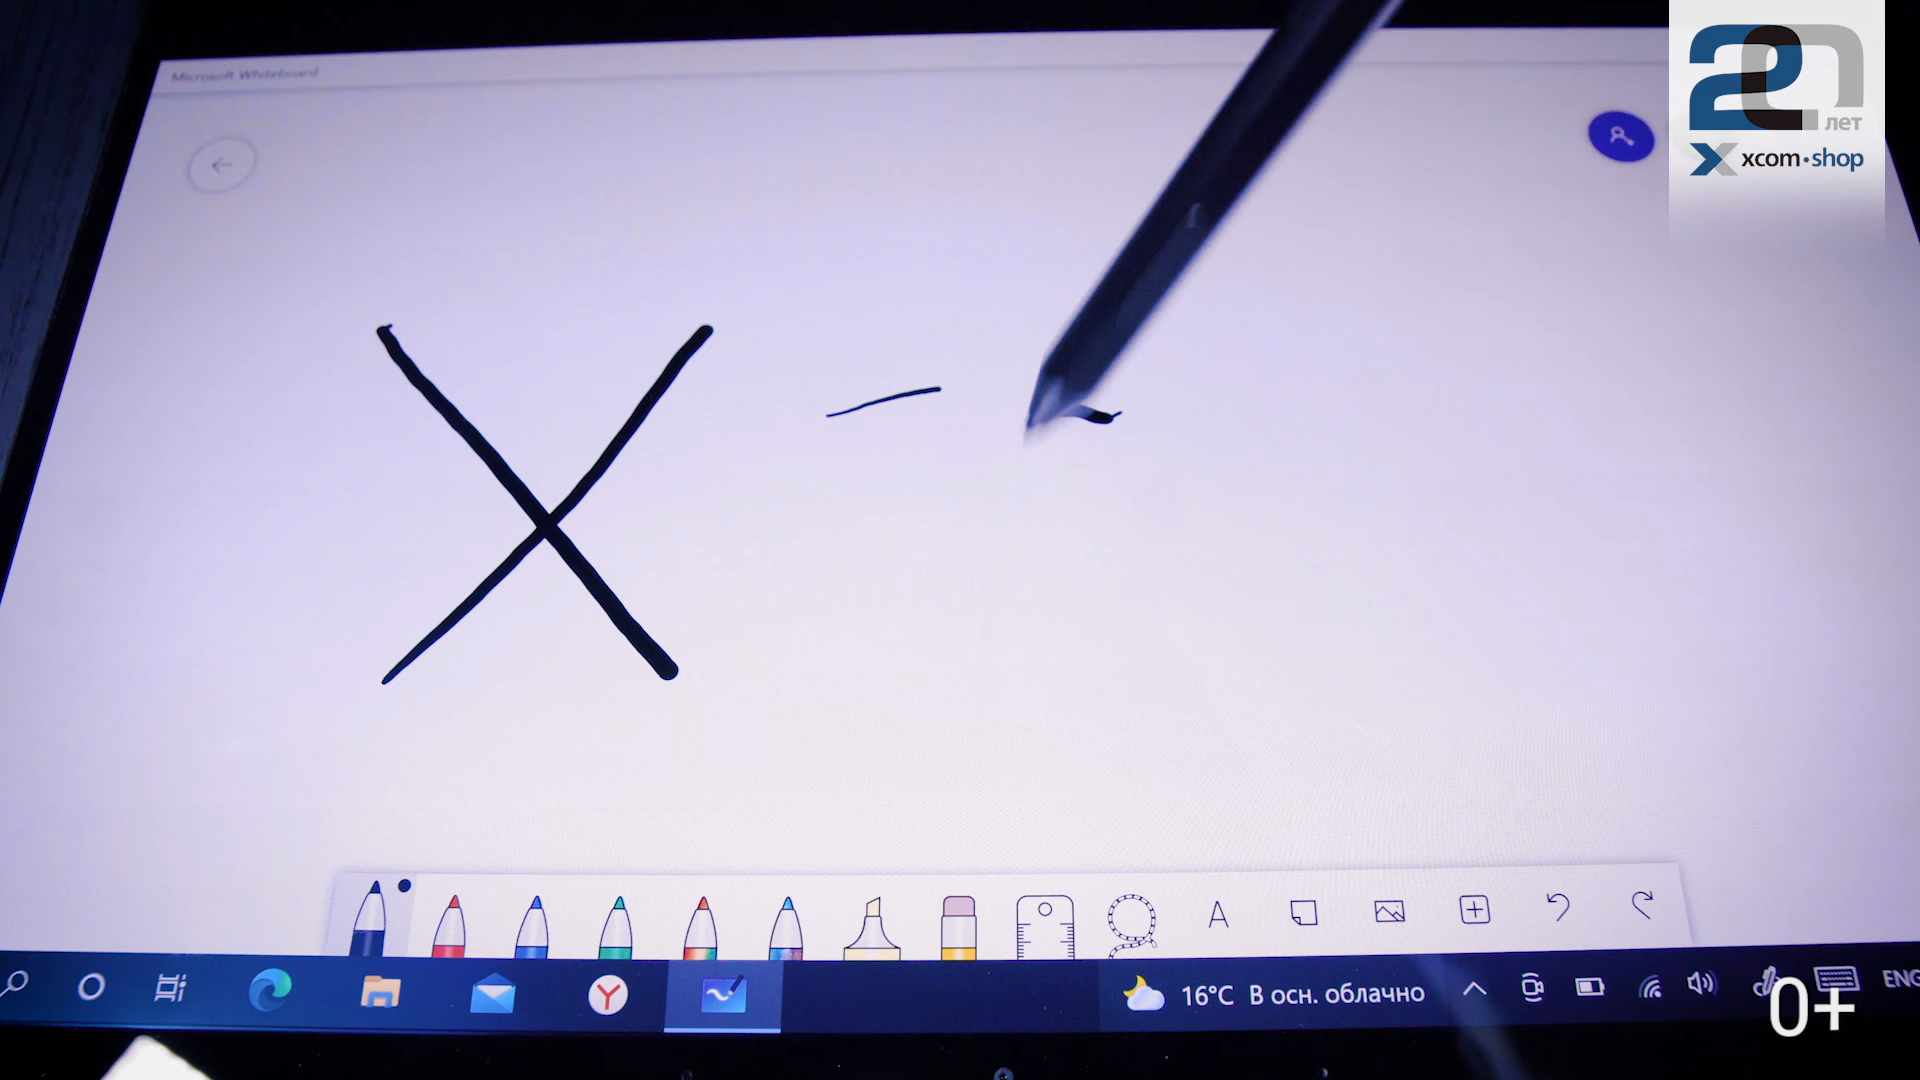 Microsoft Whiteboard
20 лет
xcom·shop
X -
A
16°C В осн. облачно
ENG
0+